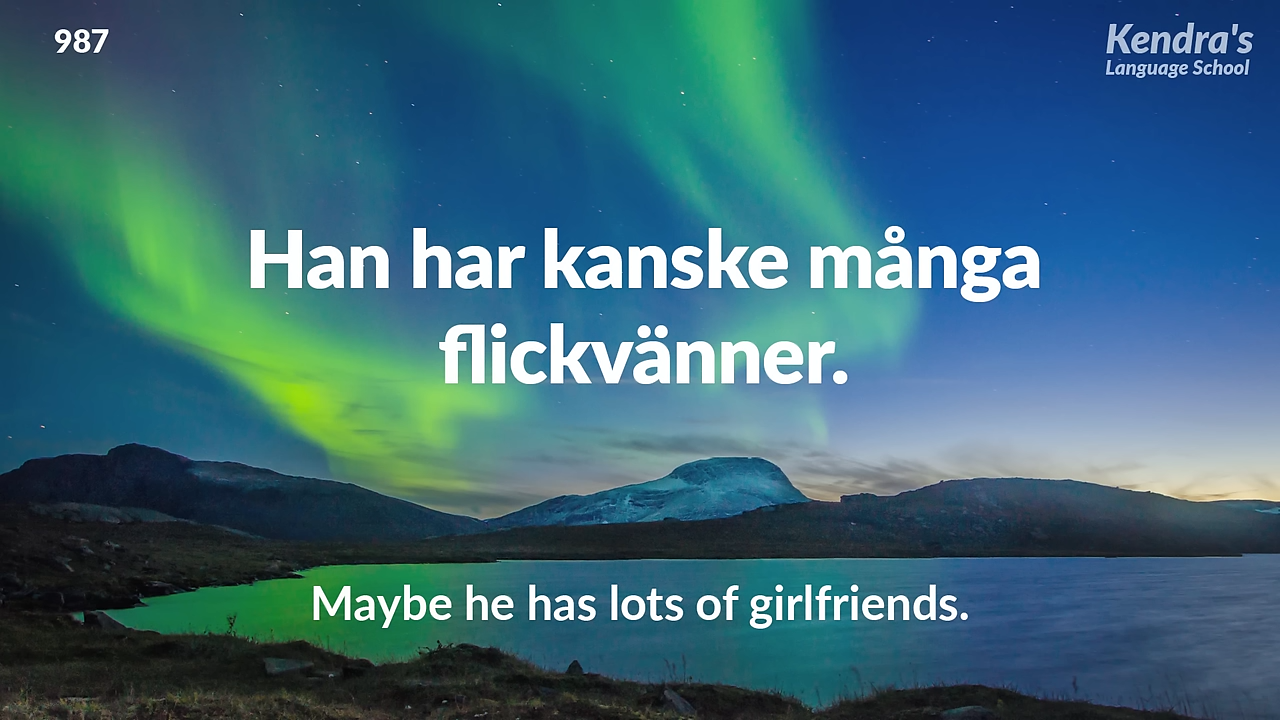 987
Kendra's
Language School
Han har kanske många
flickvänner.
Maybe he has lots of girlfriends.